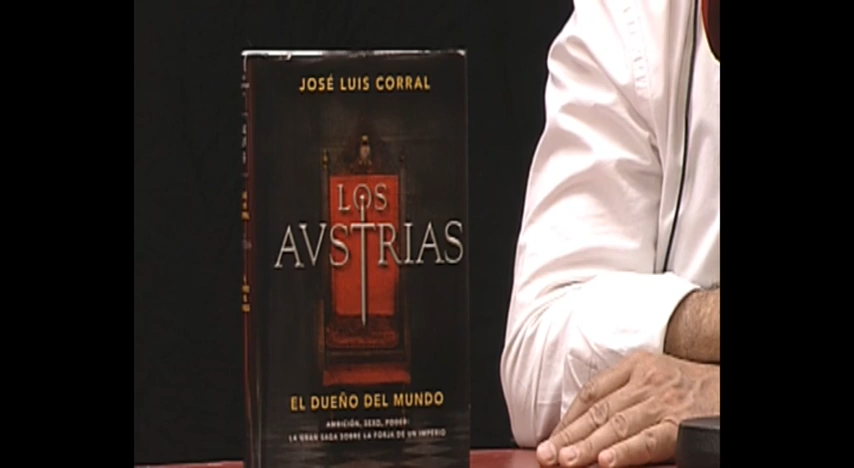 JOSÉ LUIS CORRAL
LOS
AVSTRIAS
EL DUEÑO DEL MUNDO
AMBICIÓN, SEXO, PODER:
LA GRAN SAGA SOBRE LA FORJA DE UN IMPERIO